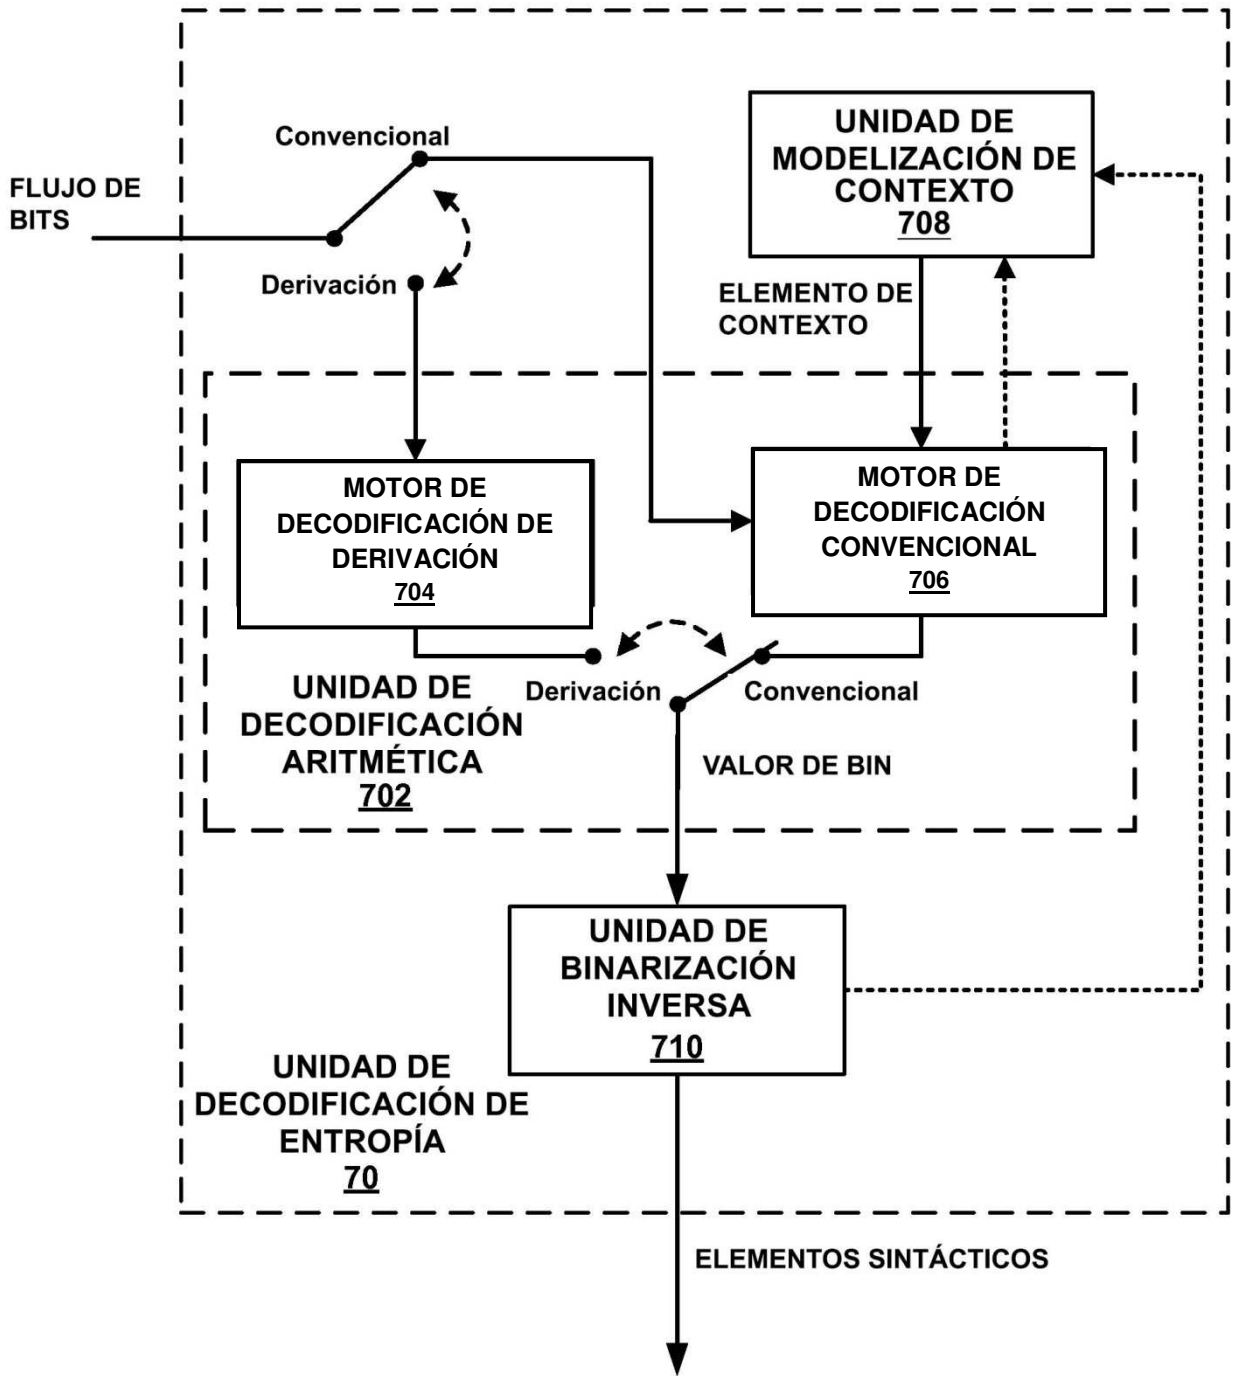 Convencional
FLUJO DE
BITS
Derivación
UNIDAD DE
MODELIZACIÓN DE
CONTEXTO
708
ELEMENTO DE
CONTEXTO
MOTOR DE
DECODIFICACIÓN DE
DERIVACIÓN
704
MOTOR DE
DECODIFICACIÓN
CONVENCIONAL
706
Derivación
Convencional
UNIDAD DE
DECODIFICACIÓN
ARITMÉTICA
702
VALOR DE BIN
UNIDAD DE
BINARIZACIÓN
INVERSA
710
UNIDAD DE
DECODIFICACIÓN DE
ENTROPÍA
70
ELEMENTOS SINTÁCTICOS